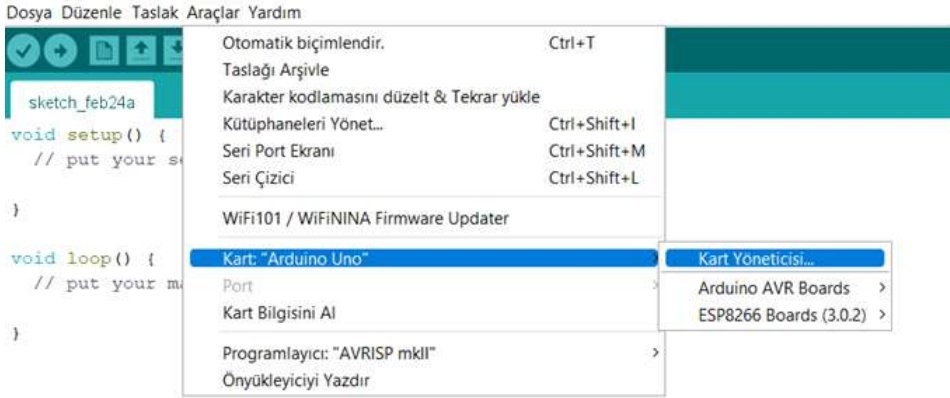 Dosya Düzenle Taslak Araçlar Yardım
Otomatik biçimlendir. Ctrl+T
Taslağı Arşivle
sketch_feb24a
Karakter kodlamasını düzelt & Tekrar yükle
void setup() {
Kütüphaneleri Yönet... Ctrl+Shift+I
// put your s
Seri Port Ekranı Ctrl+Shift+M
Seri Çizici Ctrl+Shift+L
}
WiFi101 / WiFiNINA Firmware Updater
void loop() {
Kart: "Arduino Uno"
Kart Yöneticisi...
// put your m
Port
Arduino AVR Boards
Kart Bilgisini Al
ESP8266 Boards (3.0.2)
}
Programlayıcı: "AVRISP mkII"
Önyükleyiciyi Yazdır